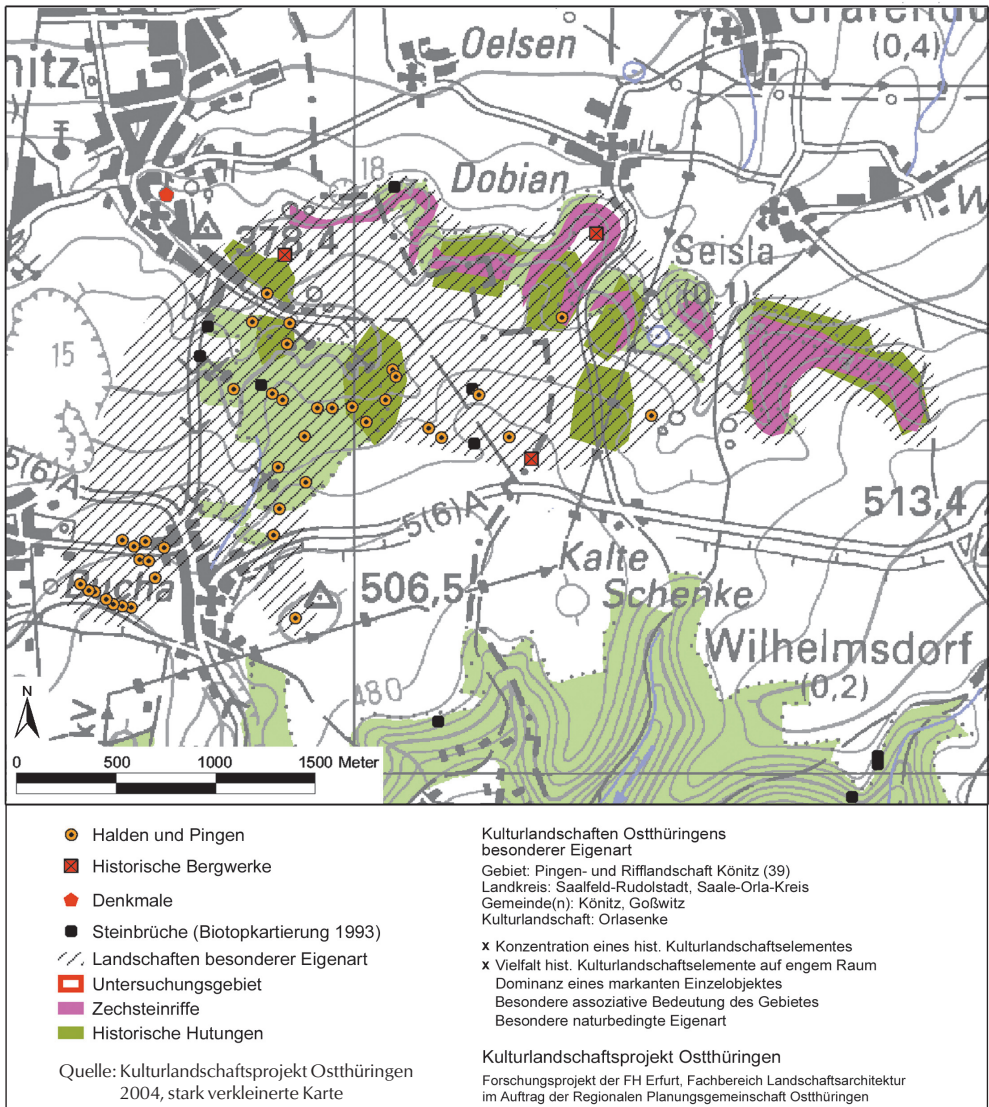 nitz
Oelsen
Grafendo
(0,4)
18
Dobian
W
378,4
Seisla
(0,1)
15
5(6)A
5(6)A
513,4
Bucha
506,5
Kalte
Schenke
Wilhelmsdorf
(0,2)
480
KV
N
0 500 1000 1500 Meter
Halden und Pingen
Historische Bergwerke
Denkmale
Steinbrüche (Biotopkartierung 1993)
Landschaften besonderer Eigenart
Untersuchungsgebiet
Zechsteinriffe
Historische Hutungen
Quelle: Kulturlandschaftsprojekt Ostthüringen
2004, stark verkleinerte Karte
Kulturlandschaften Ostthüringens
besonderer Eigenart
Gebiet: Pingen- und Rifflandschaft Könitz (39)
Landkreis: Saalfeld-Rudolstadt, Saale-Orla-Kreis
Gemeinde(n): Könitz, Goßwitz
Kulturlandschaft: Orlasenke
x Konzentration eines hist. Kulturlandschaftselementes
x Vielfalt hist. Kulturlandschaftselemente auf engem Raum
Dominanz eines markanten Einzelobjektes
Besondere assoziative Bedeutung des Gebietes
Besondere naturbedingte Eigenart
Kulturlandschaftsprojekt Ostthüringen
Forschungsprojekt der FH Erfurt, Fachbereich Landschaftsarchitektur
im Auftrag der Regionalen Planungsgemeinschaft Ostthüringen